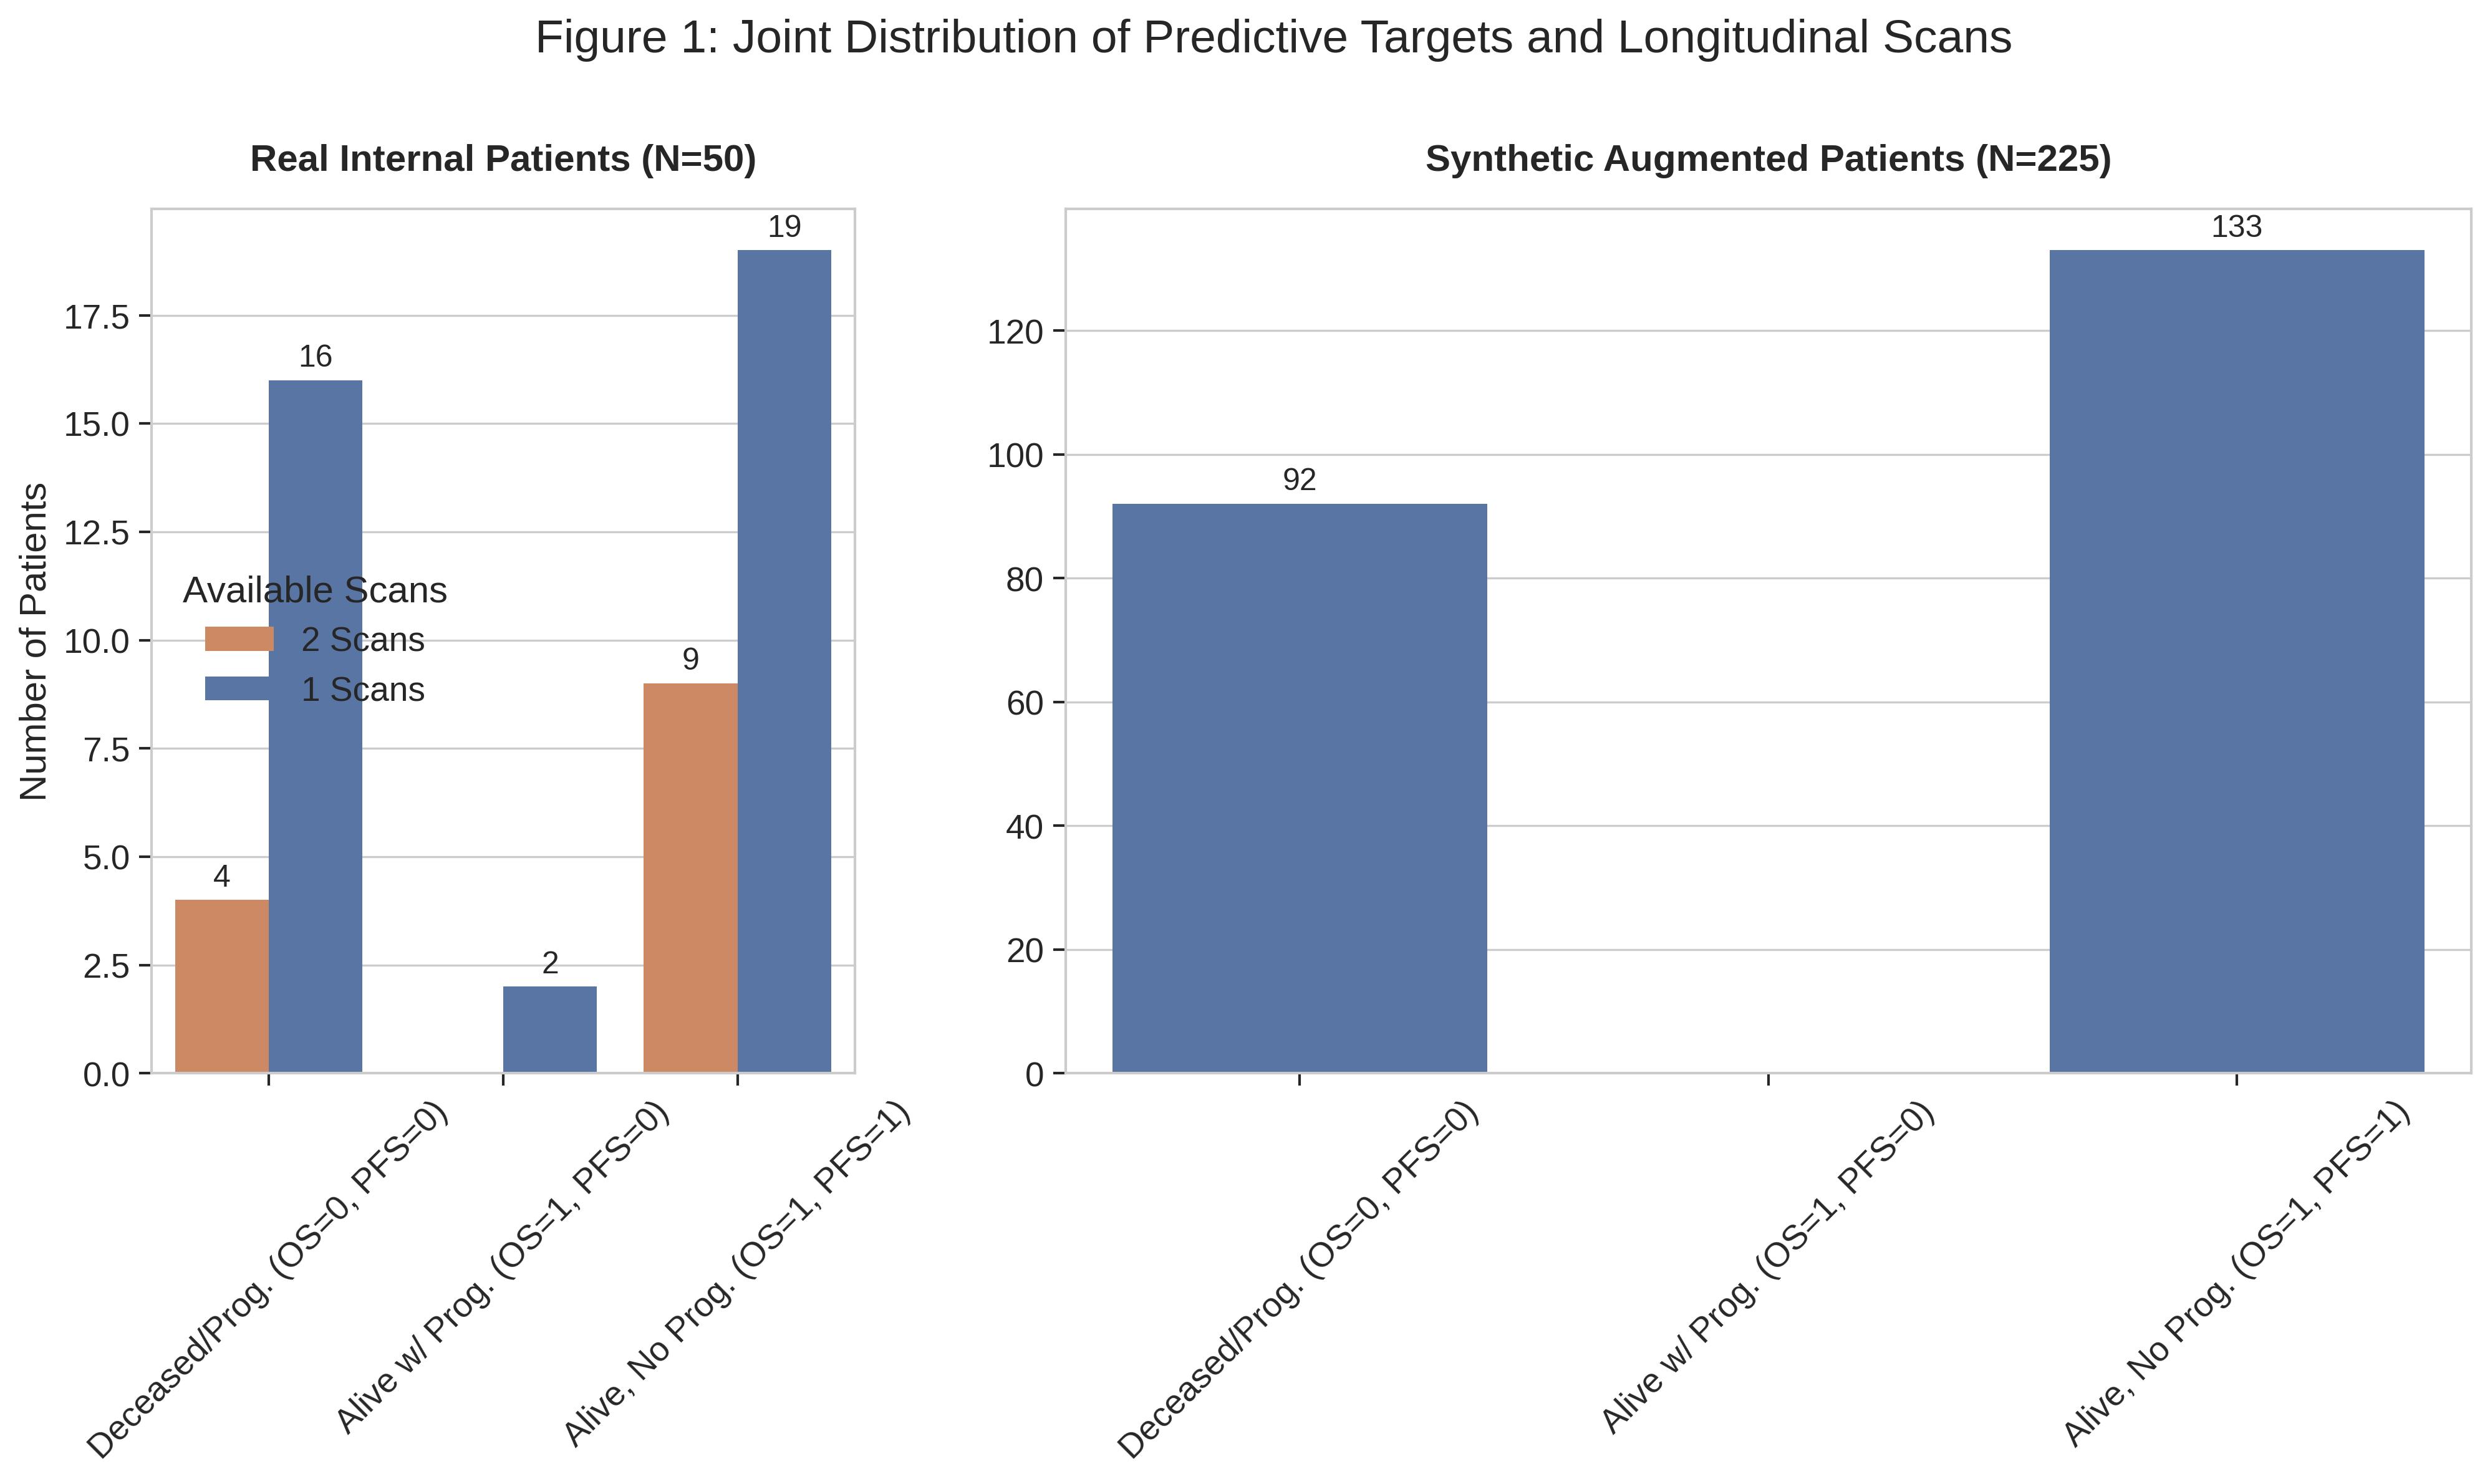 Figure 1: Joint Distribution of Predictive Targets and Longitudinal Scans
Real Internal Patients (N=50)
Number of Patients
17.5
15.0
12.5
10.0
7.5
5.0
2.5
0.0
4
16
2
9
19
Available Scans
2 Scans
1 Scans
Deceased/Prog. (OS=0, PFS=0)
Alive w/ Prog. (OS=1, PFS=0)
Alive, No Prog. (OS=1, PFS=1)
Synthetic Augmented Patients (N=225)
120
100
80
60
40
20
0
92
133
Deceased/Prog. (OS=0, PFS=0)
Alive w/ Prog. (OS=1, PFS=0)
Alive, No Prog. (OS=1, PFS=1)